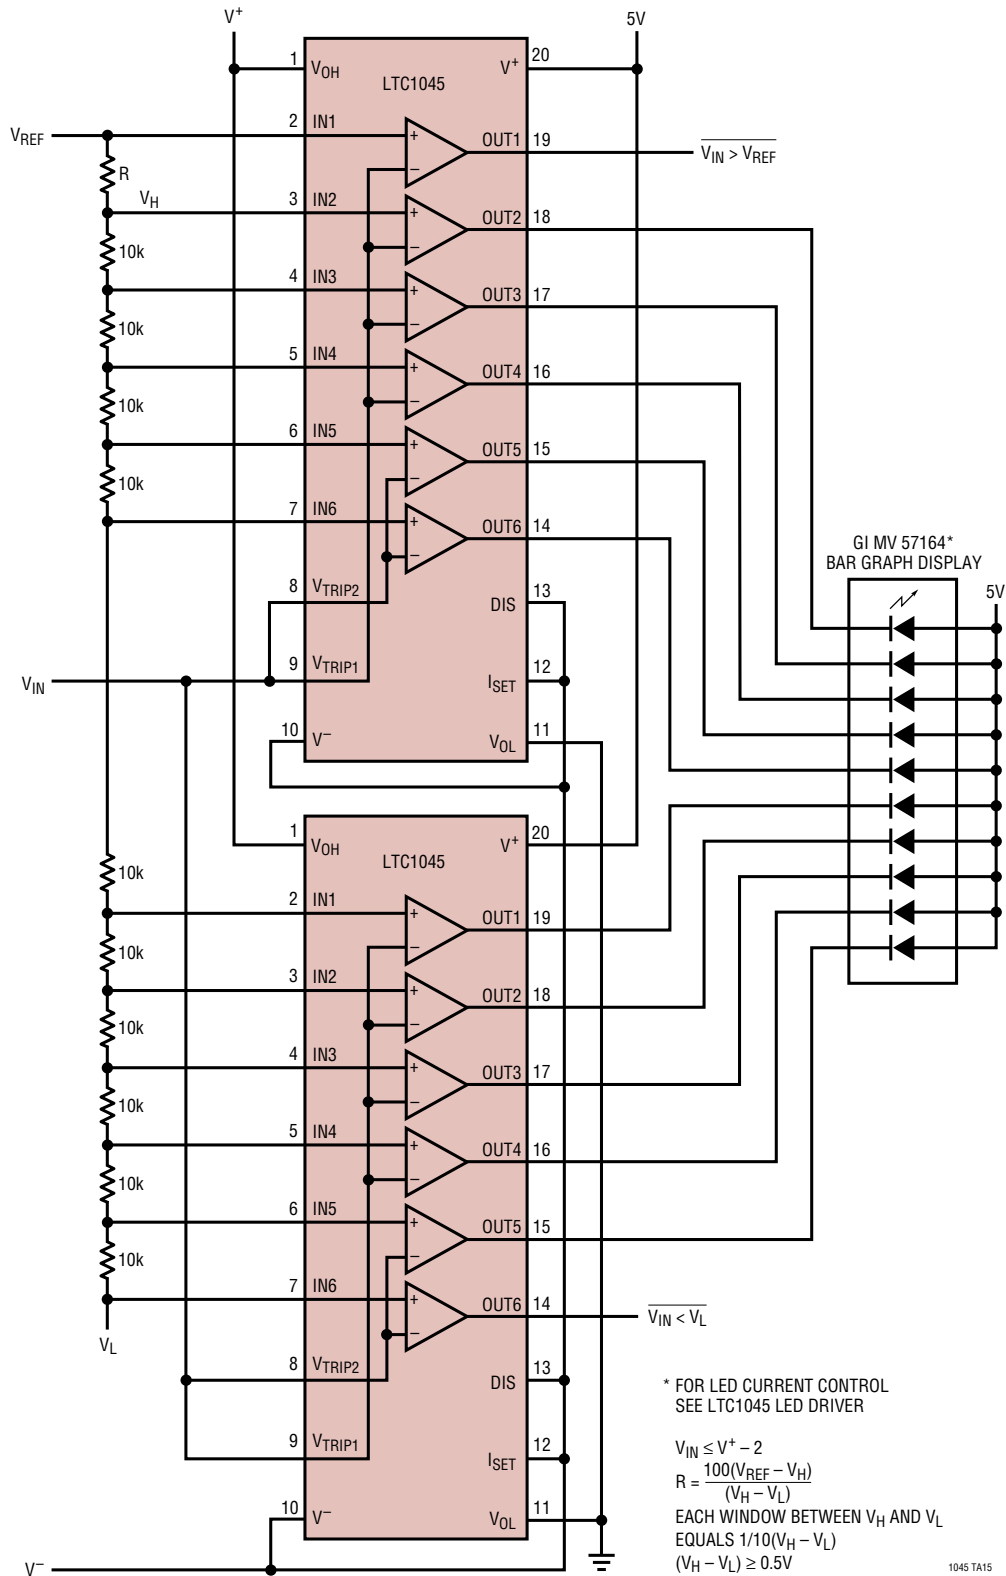 V+
5V
1
VOH
V+
20
LTC1045
VREF
2
IN1
+
–
OUT1
19
VIN > VREF
R
VH
3
IN2
+
–
OUT2
18
10k
4
IN3
+
–
OUT3
17
10k
5
IN4
+
–
OUT4
16
10k
6
IN5
+
–
OUT5
15
10k
7
IN6
+
–
OUT6
14
GI MV 57164*
BAR GRAPH DISPLAY
5V
8
VTRIP2
DIS
13
VIN
9
VTRIP1
ISET
12
10
V–
VOL
11
1
VOH
V+
20
LTC1045
10k
2
IN1
+
–
OUT1
19
10k
3
IN2
+
–
OUT2
18
10k
4
IN3
+
–
OUT3
17
10k
5
IN4
+
–
OUT4
16
10k
6
IN5
+
–
OUT5
15
10k
7
IN6
+
–
OUT6
14
VIN < VL
VL
8
VTRIP2
DIS
13
9
VTRIP1
ISET
12
10
V–
VOL
11
V–
* FOR LED CURRENT CONTROL
SEE LTC1045 LED DRIVER
VIN ≤ V+ – 2
R = 100(VREF – VH)
(VH – VL)
EACH WINDOW BETWEEN VH AND VL
EQUALS 1/10(VH – VL)
(VH – VL) ≥ 0.5V
1045 TA15